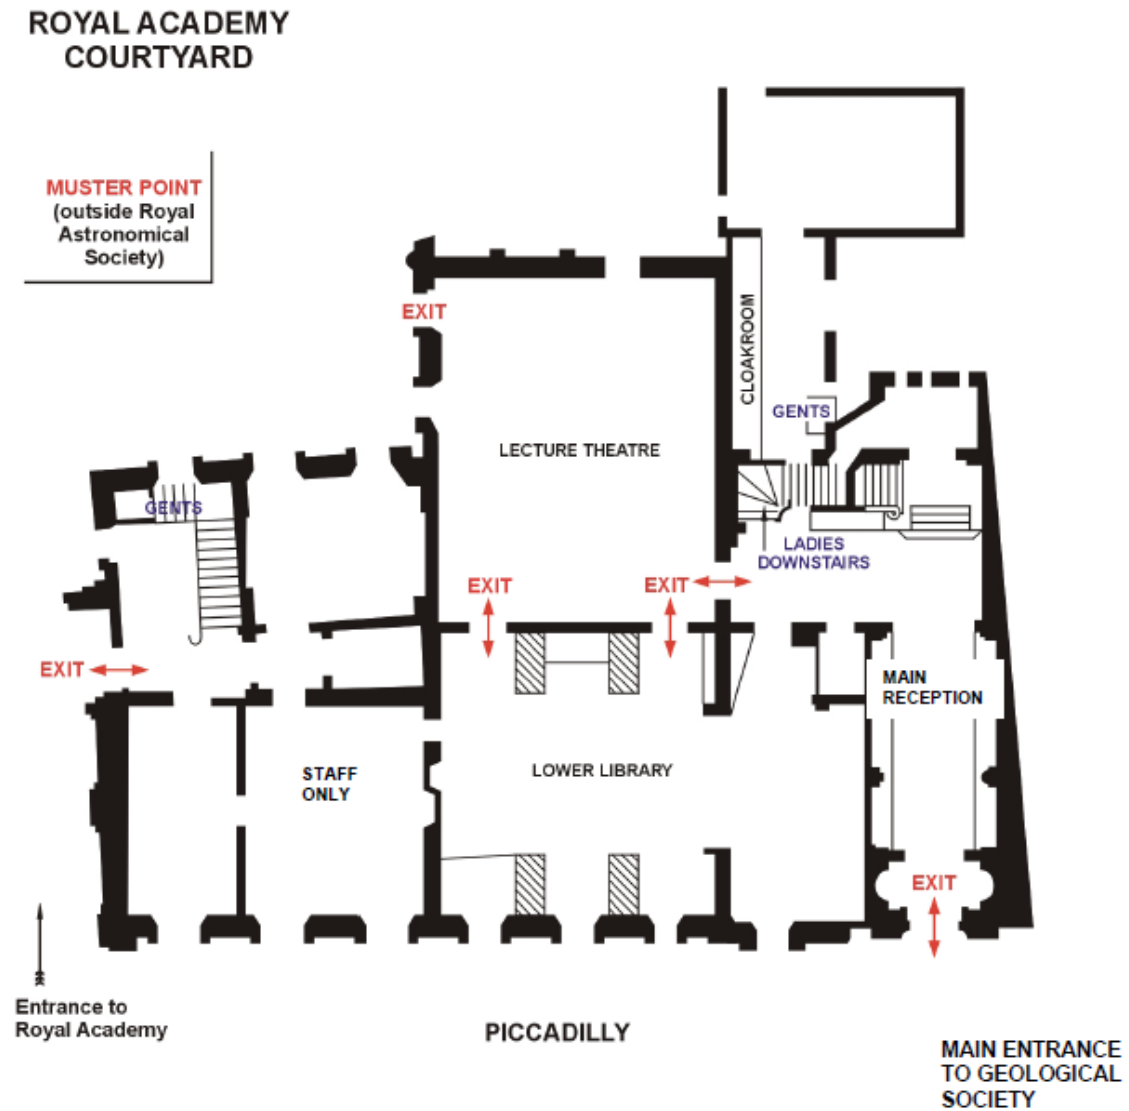 ROYAL ACADEMY
COURTYARD
MUSTER POINT
(outside Royal
Astronomical
Society)
EXIT
CLOAKROOM
GENTS
LECTURE THEATRE
GENTS
LADIES
DOWNSTAIRS
EXIT
EXIT
EXIT
MAIN
RECEPTION
STAFF
ONLY
LOWER LIBRARY
EXIT
Entrance to
Royal Academy
PICCADILLY
MAIN ENTRANCE
TO GEOLOGICAL
SOCIETY